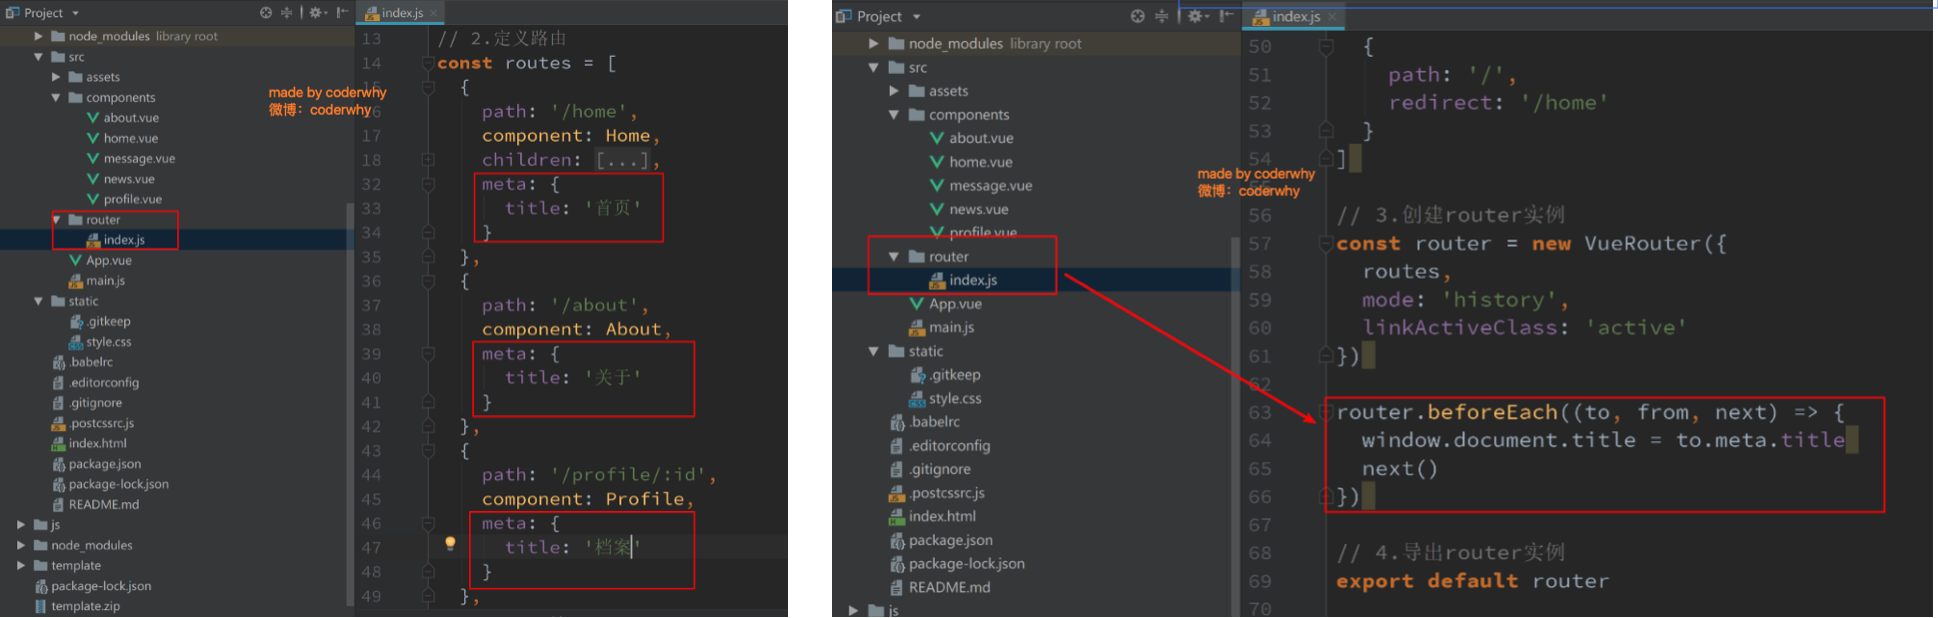 Project
node_modules library root
src
assets
components
about.vue
home.vue
message.vue
news.vue
profile.vue
router
index.js
App.vue
main.js
static
.gitkeep
style.css
.babelrc
.editorconfig
.gitignore
.postcssrc.js
index.html
package.json
package-lock.json
README.md
js
node_modules
template
package-lock.json
template.zip
made by coderwhy
微博：coderwhy
index.js
13 // 2.定义路由
14 const routes = [
{
path: '/home',
17 component: Home,
18 children: [...],
32 meta: {
33 title: '首页'
34 }
35 },
36 {
37 path: '/about',
38 component: About,
39 meta: {
40 title: '关于'
41 }
42 },
43 {
44 path: '/profile/:id',
45 component: Profile,
46 meta: {
47 title: '档案'
48 }
49 },
Project
node_modules library root
src
assets
components
about.vue
home.vue
message.vue
news.vue
profile.vue
router
index.js
App.vue
main.js
static
.gitkeep
style.css
.babelrc
.editorconfig
.gitignore
.postcssrc.js
index.html
package.json
package-lock.json
README.md
js
made by coderwhy
微博：coderwhy
index.js
50 {
51 path: '/',
52 redirect: '/home'
53 }
54 ]
56 // 3.创建router实例
57 const router = new VueRouter({
58 routes,
59 mode: 'history',
60 linkActiveClass: 'active'
61 })
62
63 router.beforeEach((to, from, next) => {
64 window.document.title = to.meta.title
65 next()
66 })
67
68 // 4.导出router实例
69 export default router
70